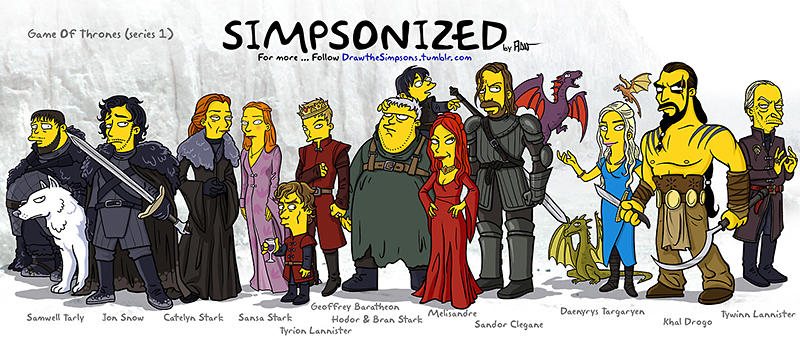 Game Of Thrones (series 1)
SIMPSONIZED
by ADN
For more ... Follow DrawtheSimpsons.tumblr.com
Samwell Tarly
Jon Snow
Catelyn Stark
Sansa Stark
Tyrion Lannister
Geoffrey Baratheon
Hodor & Bran Stark
Melisandre
Sandor Clegane
Daenyrys Targaryen
Khal Drogo
Tywinn Lannister